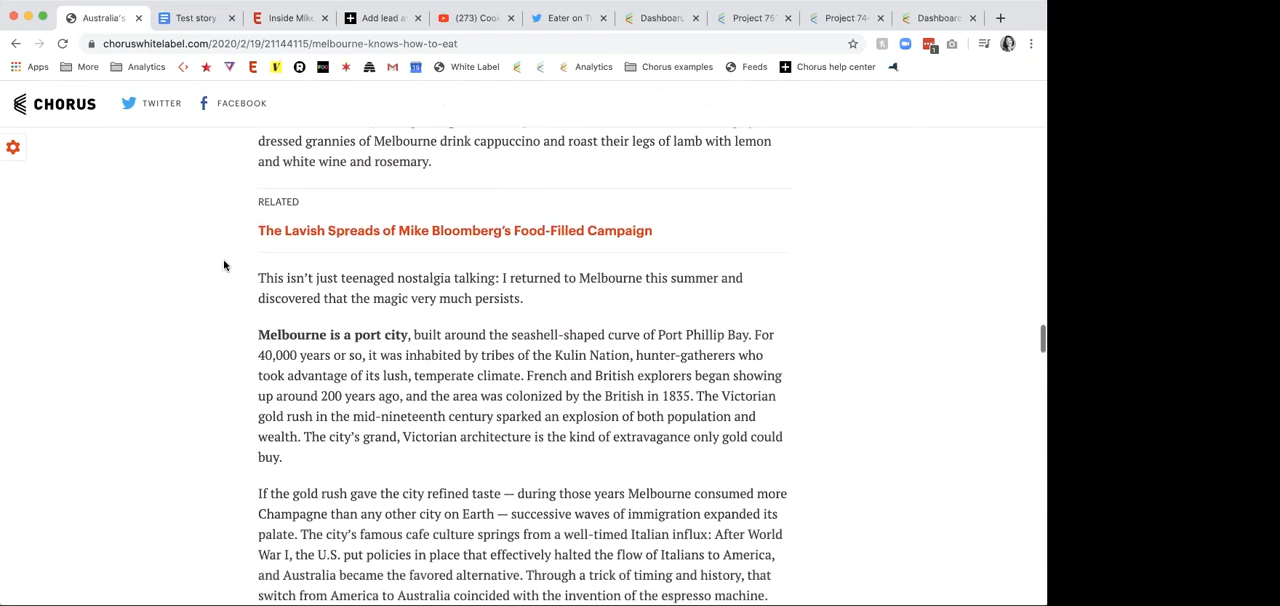 Australia's
Test story
Inside Mike
Add lead a
(273) Coo
Eater on T
Dashboar
Project 75
Project 74
Dashboar
choruswhitelabel.com/2020/2/19/21144115/melbourne-knows-how-to-eat
Apps More Analytics White Label Analytics Chorus examples Feeds Chorus help center
CHORUS TWITTER FACEBOOK
dressed grannies of Melbourne drink cappuccino and roast their legs of lamb with lemon
and white wine and rosemary.
RELATED
The Lavish Spreads of Mike Bloomberg's Food-Filled Campaign
This isn't just teenaged nostalgia talking: I returned to Melbourne this summer and
discovered that the magic very much persists.
Melbourne is a port city, built around the seashell-shaped curve of Port Phillip Bay. For
40,000 years or so, it was inhabited by tribes of the Kulin Nation, hunter-gatherers who
took advantage of its lush, temperate climate. French and British explorers began showing
up around 200 years ago, and the area was colonized by the British in 1835. The Victorian
gold rush in the mid-nineteenth century sparked an explosion of both population and
wealth. The city's grand, Victorian architecture is the kind of extravagance only gold could
buy.
If the gold rush gave the city refined taste — during those years Melbourne consumed more
Champagne than any other city on Earth — successive waves of immigration expanded its
palate. The city's famous cafe culture springs from a well-timed Italian influx: After World
War I, the U.S. put policies in place that effectively halted the flow of Italians to America,
and Australia became the favored alternative. Through a trick of timing and history, that
switch from America to Australia coincided with the invention of the espresso machine.